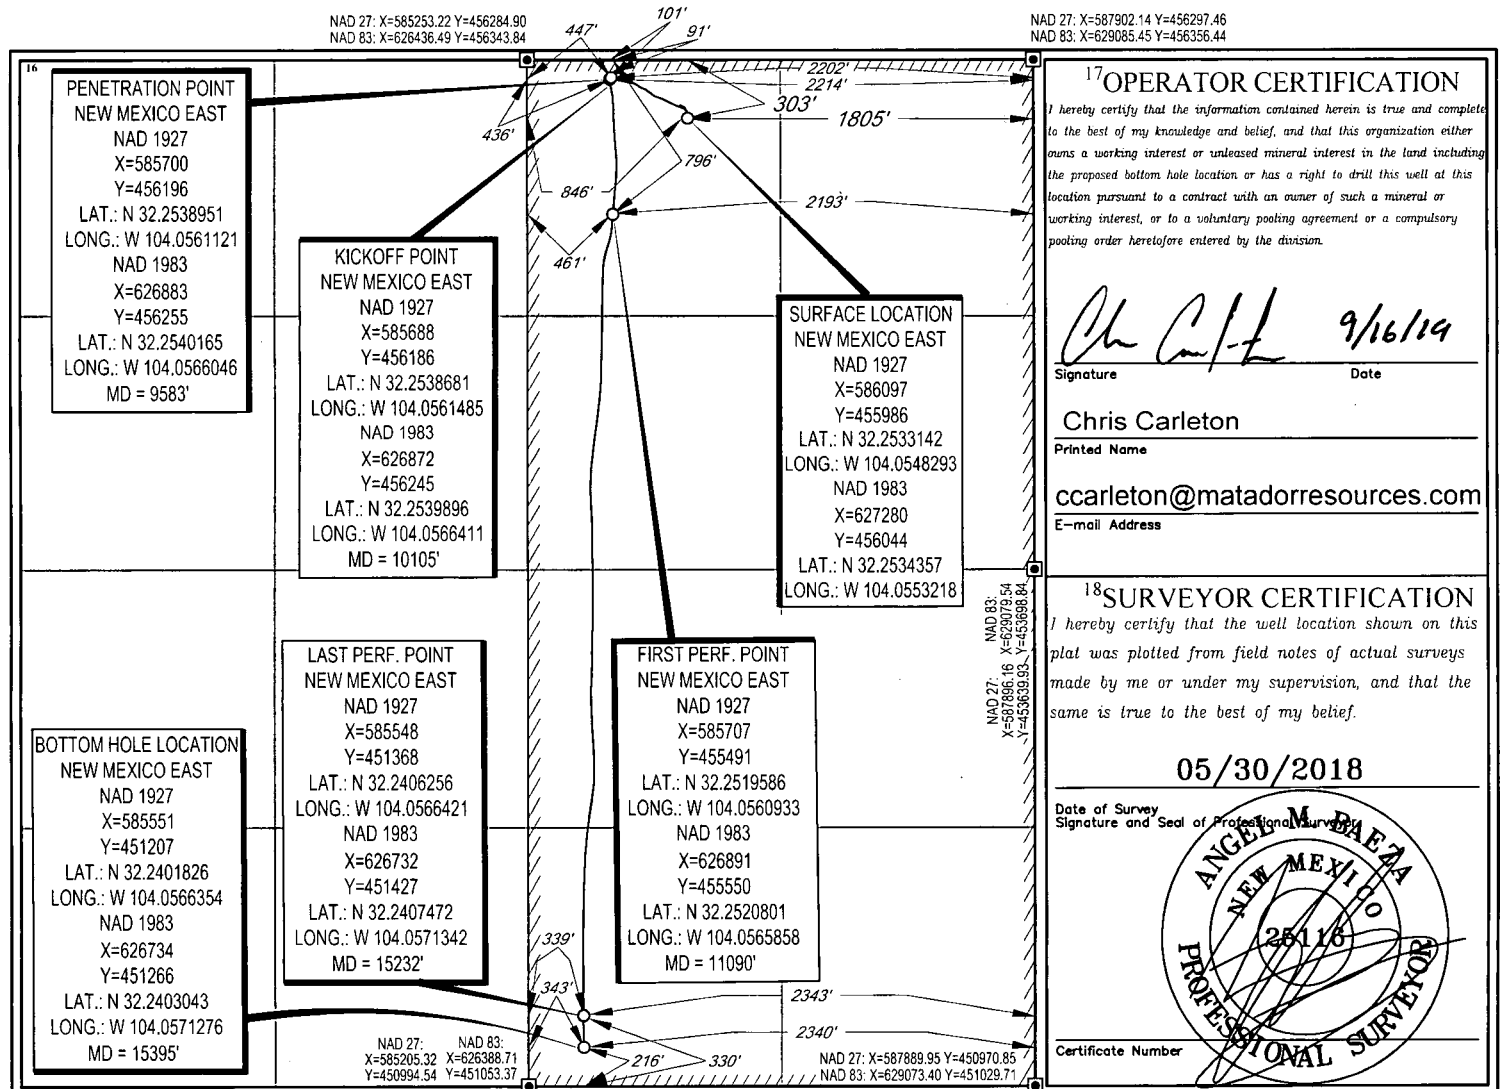 NAD 27: X=585253.22 Y=456284.90
NAD 83: X=626436.49 Y=456343.84
NAD 27: X=587902.14 Y=456297.46
NAD 83: X=629085.45 Y=456356.44
447'
101'
91'
2202'
2214'
303'
1805'
436'
796'
846'
2193'
461'
16
PENETRATION POINT
NEW MEXICO EAST
NAD 1927
X=585700
Y=456196
LAT.: N 32.2538951
LONG.: W 104.0561121
NAD 1983
X=626883
Y=456255
LAT.: N 32.2540165
LONG.: W 104.0566046
MD = 9583'
KICKOFF POINT
NEW MEXICO EAST
NAD 1927
X=585688
Y=456186
LAT.: N 32.2538681
LONG.: W 104.0561485
NAD 1983
X=626872
Y=456245
LAT.: N 32.2539896
LONG.: W 104.0566411
MD = 10105'
SURFACE LOCATION
NEW MEXICO EAST
NAD 1927
X=586097
Y=455986
LAT.: N 32.2533142
LONG.: W 104.0548293
NAD 1983
X=627280
Y=456044
LAT.: N 32.2534357
LONG.: W 104.0553218
NAD 27:
X=587896.16
Y=453639.93
NAD 83:
X=629079.54
Y=453698.84
LAST PERF. POINT
NEW MEXICO EAST
NAD 1927
X=585548
Y=451368
LAT.: N 32.2406256
LONG.: W 104.0566421
NAD 1983
X=626732
Y=451427
LAT.: N 32.2407472
LONG.: W 104.0571342
MD = 15232'
FIRST PERF. POINT
NEW MEXICO EAST
NAD 1927
X=585707
Y=455491
LAT.: N 32.2519586
LONG.: W 104.0560933
NAD 1983
X=626891
Y=455550
LAT.: N 32.2520801
LONG.: W 104.0565858
MD = 11090'
BOTTOM HOLE LOCATION
NEW MEXICO EAST
NAD 1927
X=585551
Y=451207
LAT.: N 32.2401826
LONG.: W 104.0566354
NAD 1983
X=626734
Y=451266
LAT.: N 32.2403043
LONG.: W 104.0571276
MD = 15395'
339'
343'
2343'
2340'
216'
330'
NAD 27:
X=585205.32
Y=450994.54
NAD 83:
X=626388.71
Y=451053.37
NAD 27: X=587889.95 Y=450970.85
NAD 83: X=629073.40 Y=451029.71
17 OPERATOR CERTIFICATION
I hereby certify that the information contained herein is true and complete
to the best of my knowledge and belief, and that this organization either
owns a working interest or unleased mineral interest in the land including
the proposed bottom hole location or has a right to drill this well at this
location pursuant to a contract with an owner of such a mineral or
working interest, or to a voluntary pooling agreement or a compulsory
pooling order heretofore entered by the division.
9/16/19
Signature Date
Chris Carleton
Printed Name
ccarleton@matadorresources.com
E-mail Address
18 SURVEYOR CERTIFICATION
I hereby certify that the well location shown on this
plat was plotted from field notes of actual surveys
made by me or under my supervision, and that the
same is true to the best of my belief.
05/30/2018
Date of Survey
Signature and Seal of Professional Surveyor:
ANGEL M. BAEZA
NEW MEXICO
25116
PROFESSIONAL SURVEYOR
Certificate Number